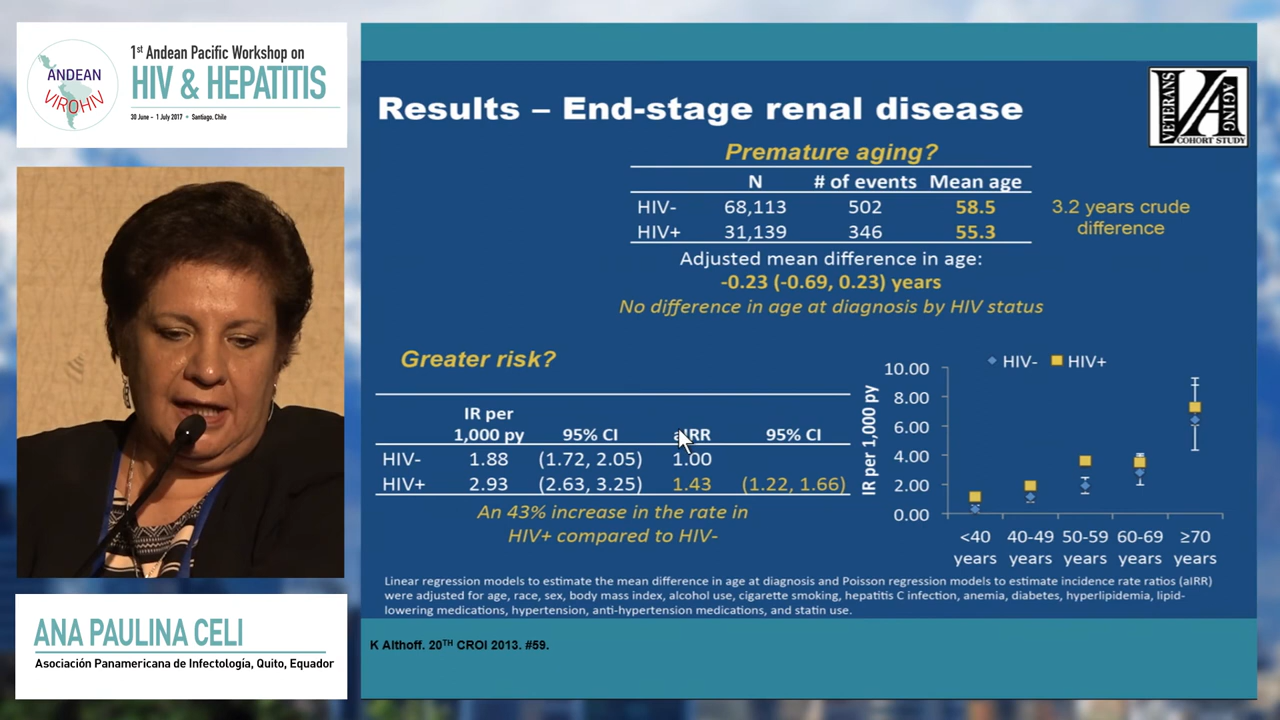 1st Andean Pacific Workshop on
HIV & HEPATITIS
30 June - 1 July 2017 • Santiago, Chile
ANDEAN
VIROHIV
ANA PAULINA CELI
Asociación Panamericana de Infectología, Quito, Equador
Results – End-stage renal disease
VETERANS
AGING
COHORT STUDY
Premature aging?
N # of events Mean age
HIV- 68,113 502 58.5
HIV+ 31,139 346 55.3
3.2 years crude
difference
Adjusted mean difference in age:
-0.23 (-0.69, 0.23) years
No difference in age at diagnosis by HIV status
Greater risk?
IR per
1,000 py 95% CI aIRR 95% CI
HIV- 1.88 (1.72, 2.05) 1.00
HIV+ 2.93 (2.63, 3.25) 1.43 (1.22, 1.66)
An 43% increase in the rate in
HIV+ compared to HIV-
HIV- HIV+
IR per 1,000 py
10.00
8.00
6.00
4.00
2.00
0.00
<40 40-49 50-59 60-69 ≥70
years years years years years
Linear regression models to estimate the mean difference in age at diagnosis and Poisson regression models to estimate incidence rate ratios (aIRR)
were adjusted for age, race, sex, body mass index, alcohol use, cigarette smoking, hepatitis C infection, anemia, diabetes, hyperlipidemia, lipid-
lowering medications, hypertension, anti-hypertension medications, and statin use.
K Althoff. 20TH CROI 2013. #59.